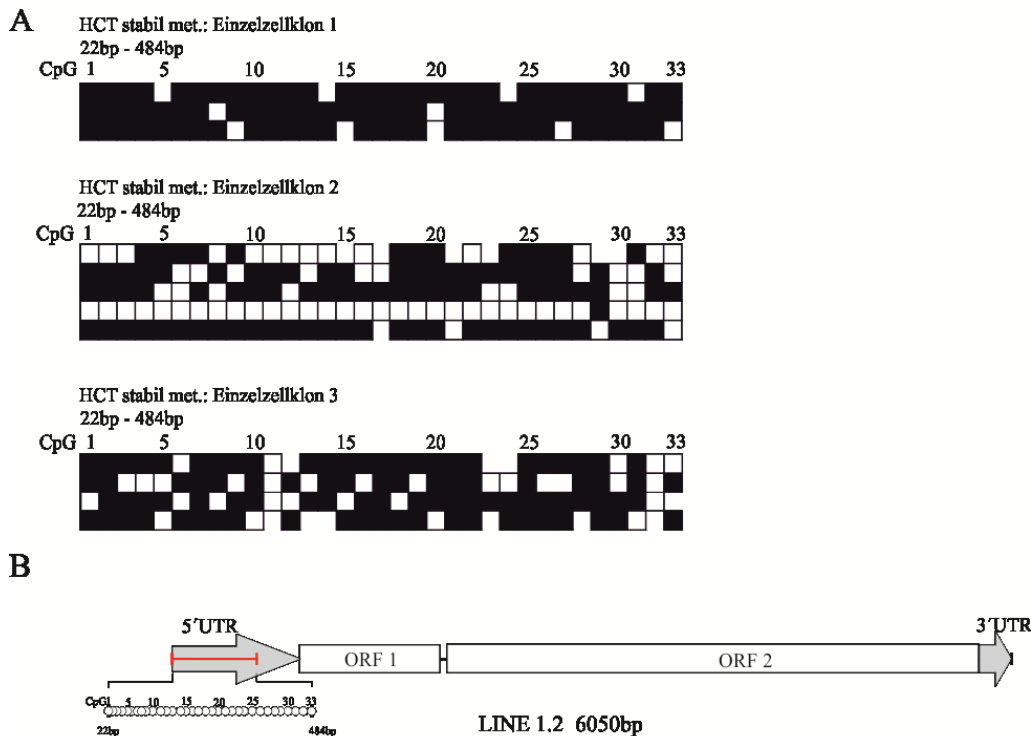 A
HCT stabil met.: Einzelzellklon 1
22bp - 484bp
CpG 1 5 10 15 20 25 30 33
HCT stabil met.: Einzelzellklon 2
22bp - 484bp
CpG 1 5 10 15 20 25 30 33
HCT stabil met.: Einzelzellklon 3
22bp - 484bp
CpG 1 5 10 15 20 25 30 33
B
5´UTR 3´UTR
ORF 1 ORF 2
CpG1 5 10 15 20 25 30 33
22bp 484bp
LINE 1.2 6050bp